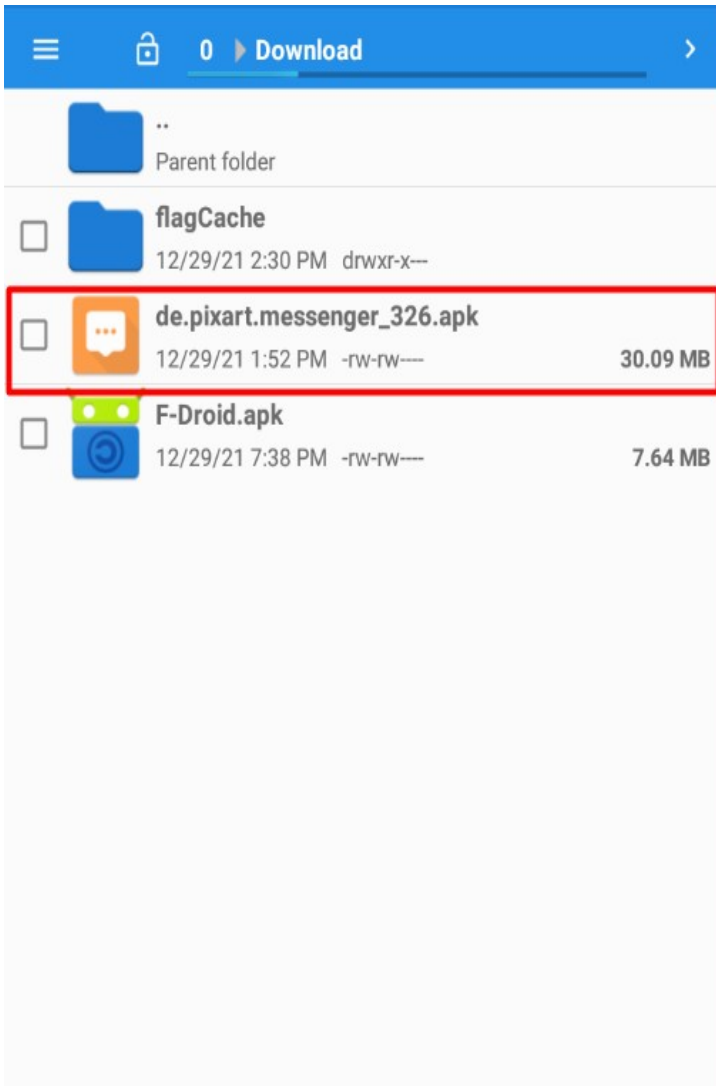 0 Download
..
Parent folder
flagCache
12/29/21 2:30 PM drwxr-x---
de.pixart.messenger_326.apk
12/29/21 1:52 PM -rw-rw---- 30.09 MB
F-Droid.apk
12/29/21 7:38 PM -rw-rw---- 7.64 MB